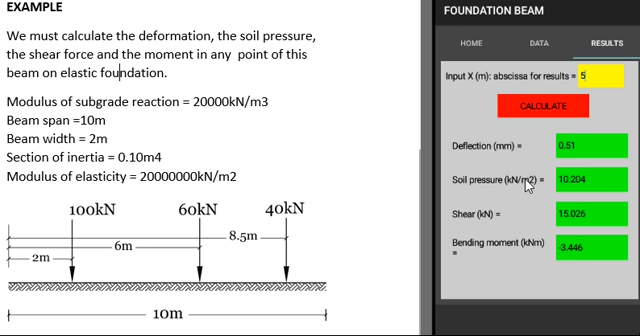 EXAMPLE
We must calculate the deformation, the soil pressure,
the shear force and the moment in any point of this
beam on elastic foundation.
Modulus of subgrade reaction = 20000kN/m3
Beam span =10m
Beam width = 2m
Section of inertia = 0.10m4
Modulus of elasticity = 20000000kN/m2
100kN 60kN 40kN
8.5m
6m
2m
10m
FOUNDATION BEAM
HOME DATA RESULTS
Input X (m): abscissa for results = 5
CALCULATE
Deflection (mm) = 0.51
Soil pressure (kN/m2) = 10.204
Shear (kN) = 15.026
Bending moment (kNm) -3.446
=